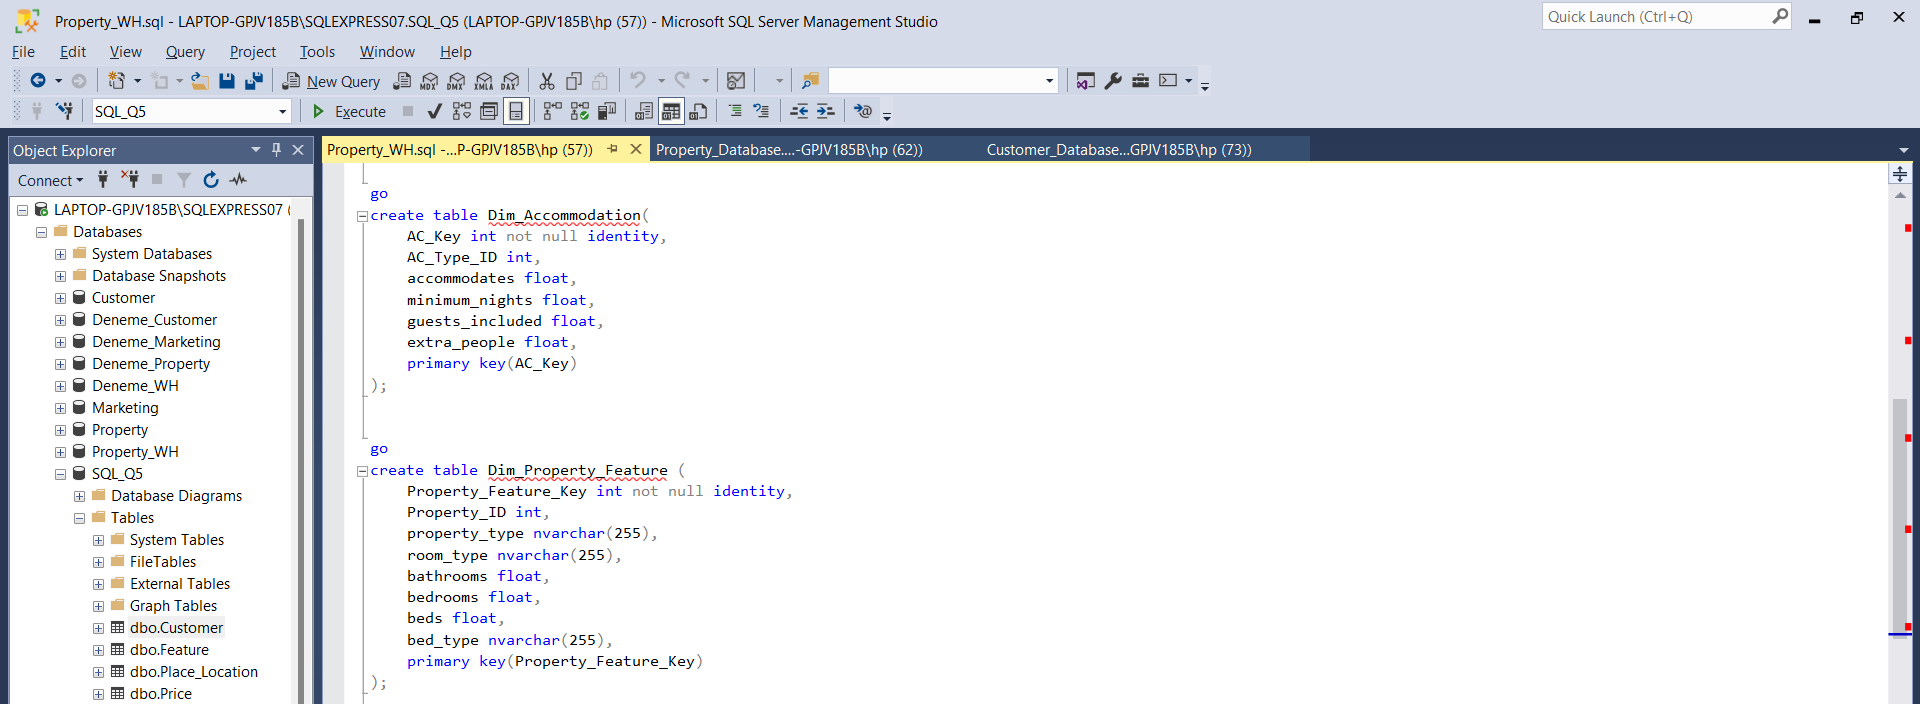 Property_WH.sql - LAPTOP-GPJV185B\SQLEXPRESS07.SQL_Q5 (LAPTOP-GPJV185B\hp (57)) - Microsoft SQL Server Management Studio
Quick Launch (Ctrl+Q)
File Edit View Query Project Tools Window Help
New Query MDX DMX XMLA DAX
SQL_Q5 Execute
Object Explorer
Property_WH.sql -...P-GPJV185B\hp (57)) Property_Database....-GPJV185B\hp (62)) Customer_Database...GPJV185B\hp (73))
Connect
LAPTOP-GPJV185B\SQLEXPRESS07 (
Databases
System Databases
Database Snapshots
Customer
Deneme_Customer
Deneme_Marketing
Deneme_Property
Deneme_WH
Marketing
Property
Property_WH
SQL_Q5
Database Diagrams
Tables
System Tables
FileTables
External Tables
Graph Tables
dbo.Customer
dbo.Feature
dbo.Place_Location
dbo.Price
go
create table Dim_Accommodation(
AC_Key int not null identity,
AC_Type_ID int,
accommodates float,
minimum_nights float,
guests_included float,
extra_people float,
primary key(AC_Key)
);
go
create table Dim_Property_Feature (
Property_Feature_Key int not null identity,
Property_ID int,
property_type nvarchar(255),
room_type nvarchar(255),
bathrooms float,
bedrooms float,
beds float,
bed_type nvarchar(255),
primary key(Property_Feature_Key)
);